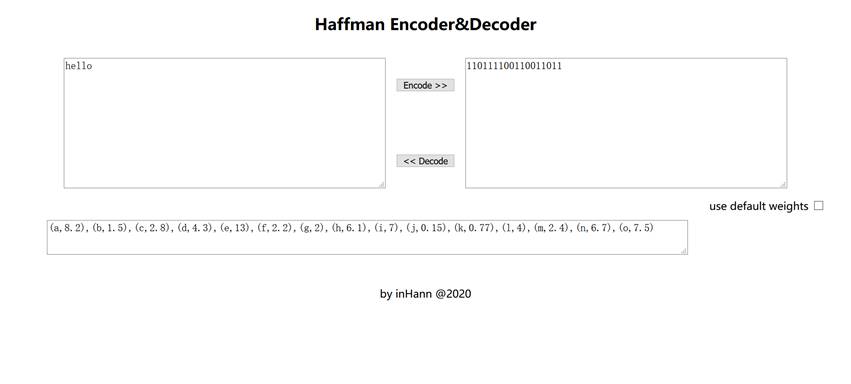 Haffman Encoder&Decoder
hello
110111100110011011
Encode >>
<< Decode
use default weights
(a,8.2),(b,1.5),(c,2.8),(d,4.3),(e,13),(f,2.2),(g,2),(h,6.1),(i,7),(j,0.15),(k,0.77),(l,4),(m,2.4),(n,6.7),(o,7.5)
by inHann @2020